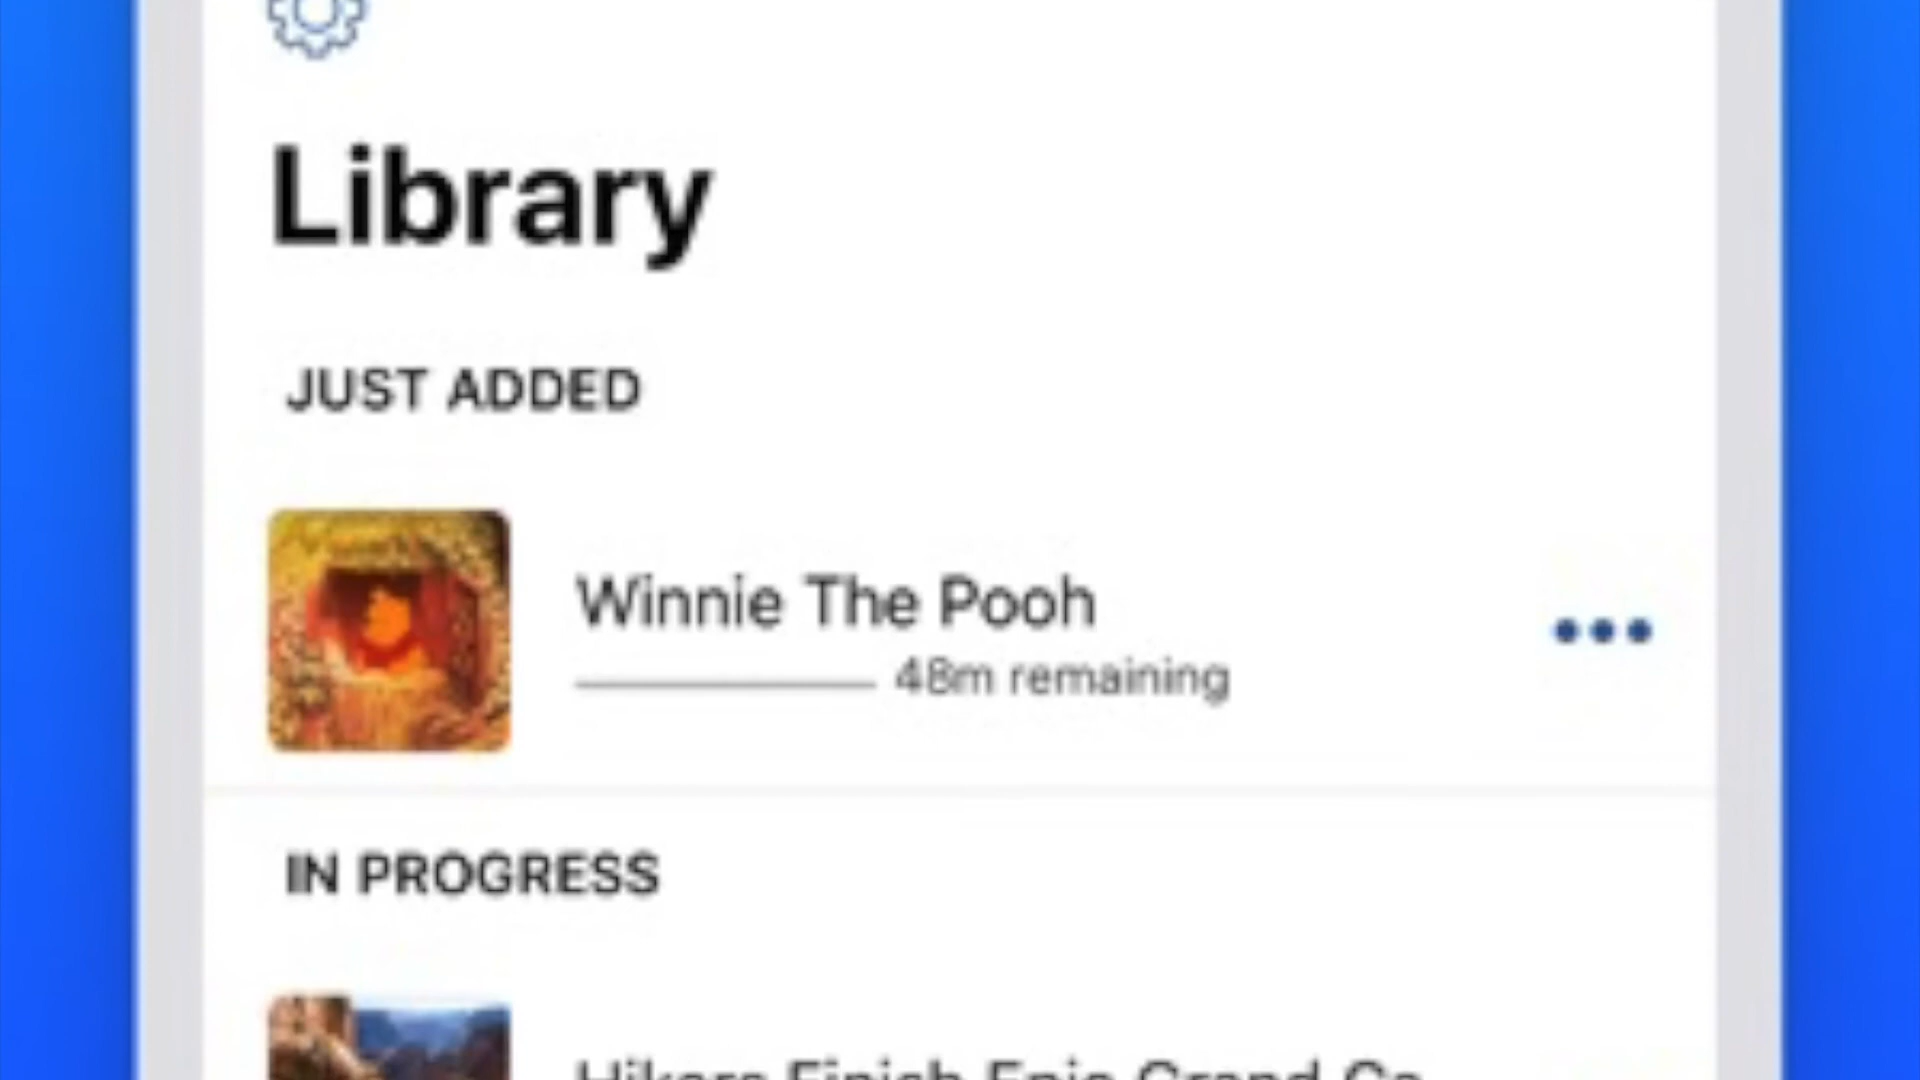 Library
JUST ADDED
Winnie The Pooh
48m remaining
IN PROGRESS
Hikers Finish Epic Grand Ca